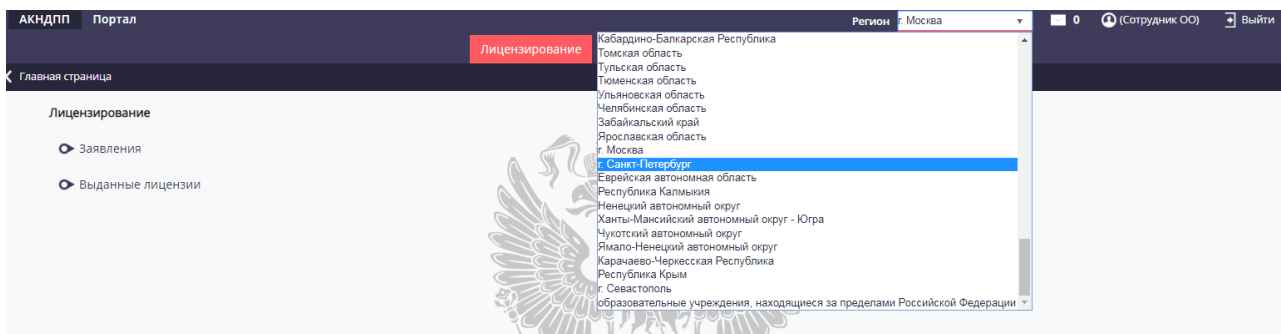 АКНДПП Портал Регион г. Москва 0 (Сотрудник ОО) Выйти
Лицензирование
Главная страница
Лицензирование
Заявления
Выданные лицензии
Кабардино-Балкарская Республика
Томская область
Тульская область
Тюменская область
Ульяновская область
Челябинская область
Забайкальский край
Ярославская область
г. Москва
г. Санкт-Петербург
Еврейская автономная область
Республика Калмыкия
Ненецкий автономный округ
Ханты-Мансийский автономный округ - Югра
Чукотский автономный округ
Ямало-Ненецкий автономный округ
Карачаево-Черкесская Республика
Республика Крым
г. Севастополь
образовательные учреждения, находящиеся за пределами Российской Федерации